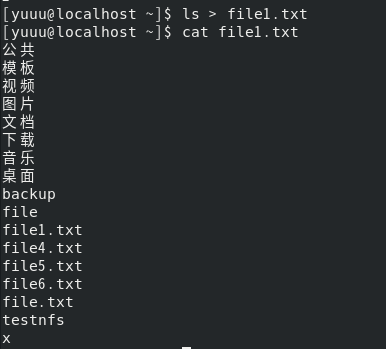 [yuuu@localhost ~]$ ls > file1.txt
[yuuu@localhost ~]$ cat file1.txt
公共
模板
视频
图片
文档
下载
音乐
桌面
backup
file
file1.txt
file4.txt
file5.txt
file6.txt
file.txt
testnfs
x